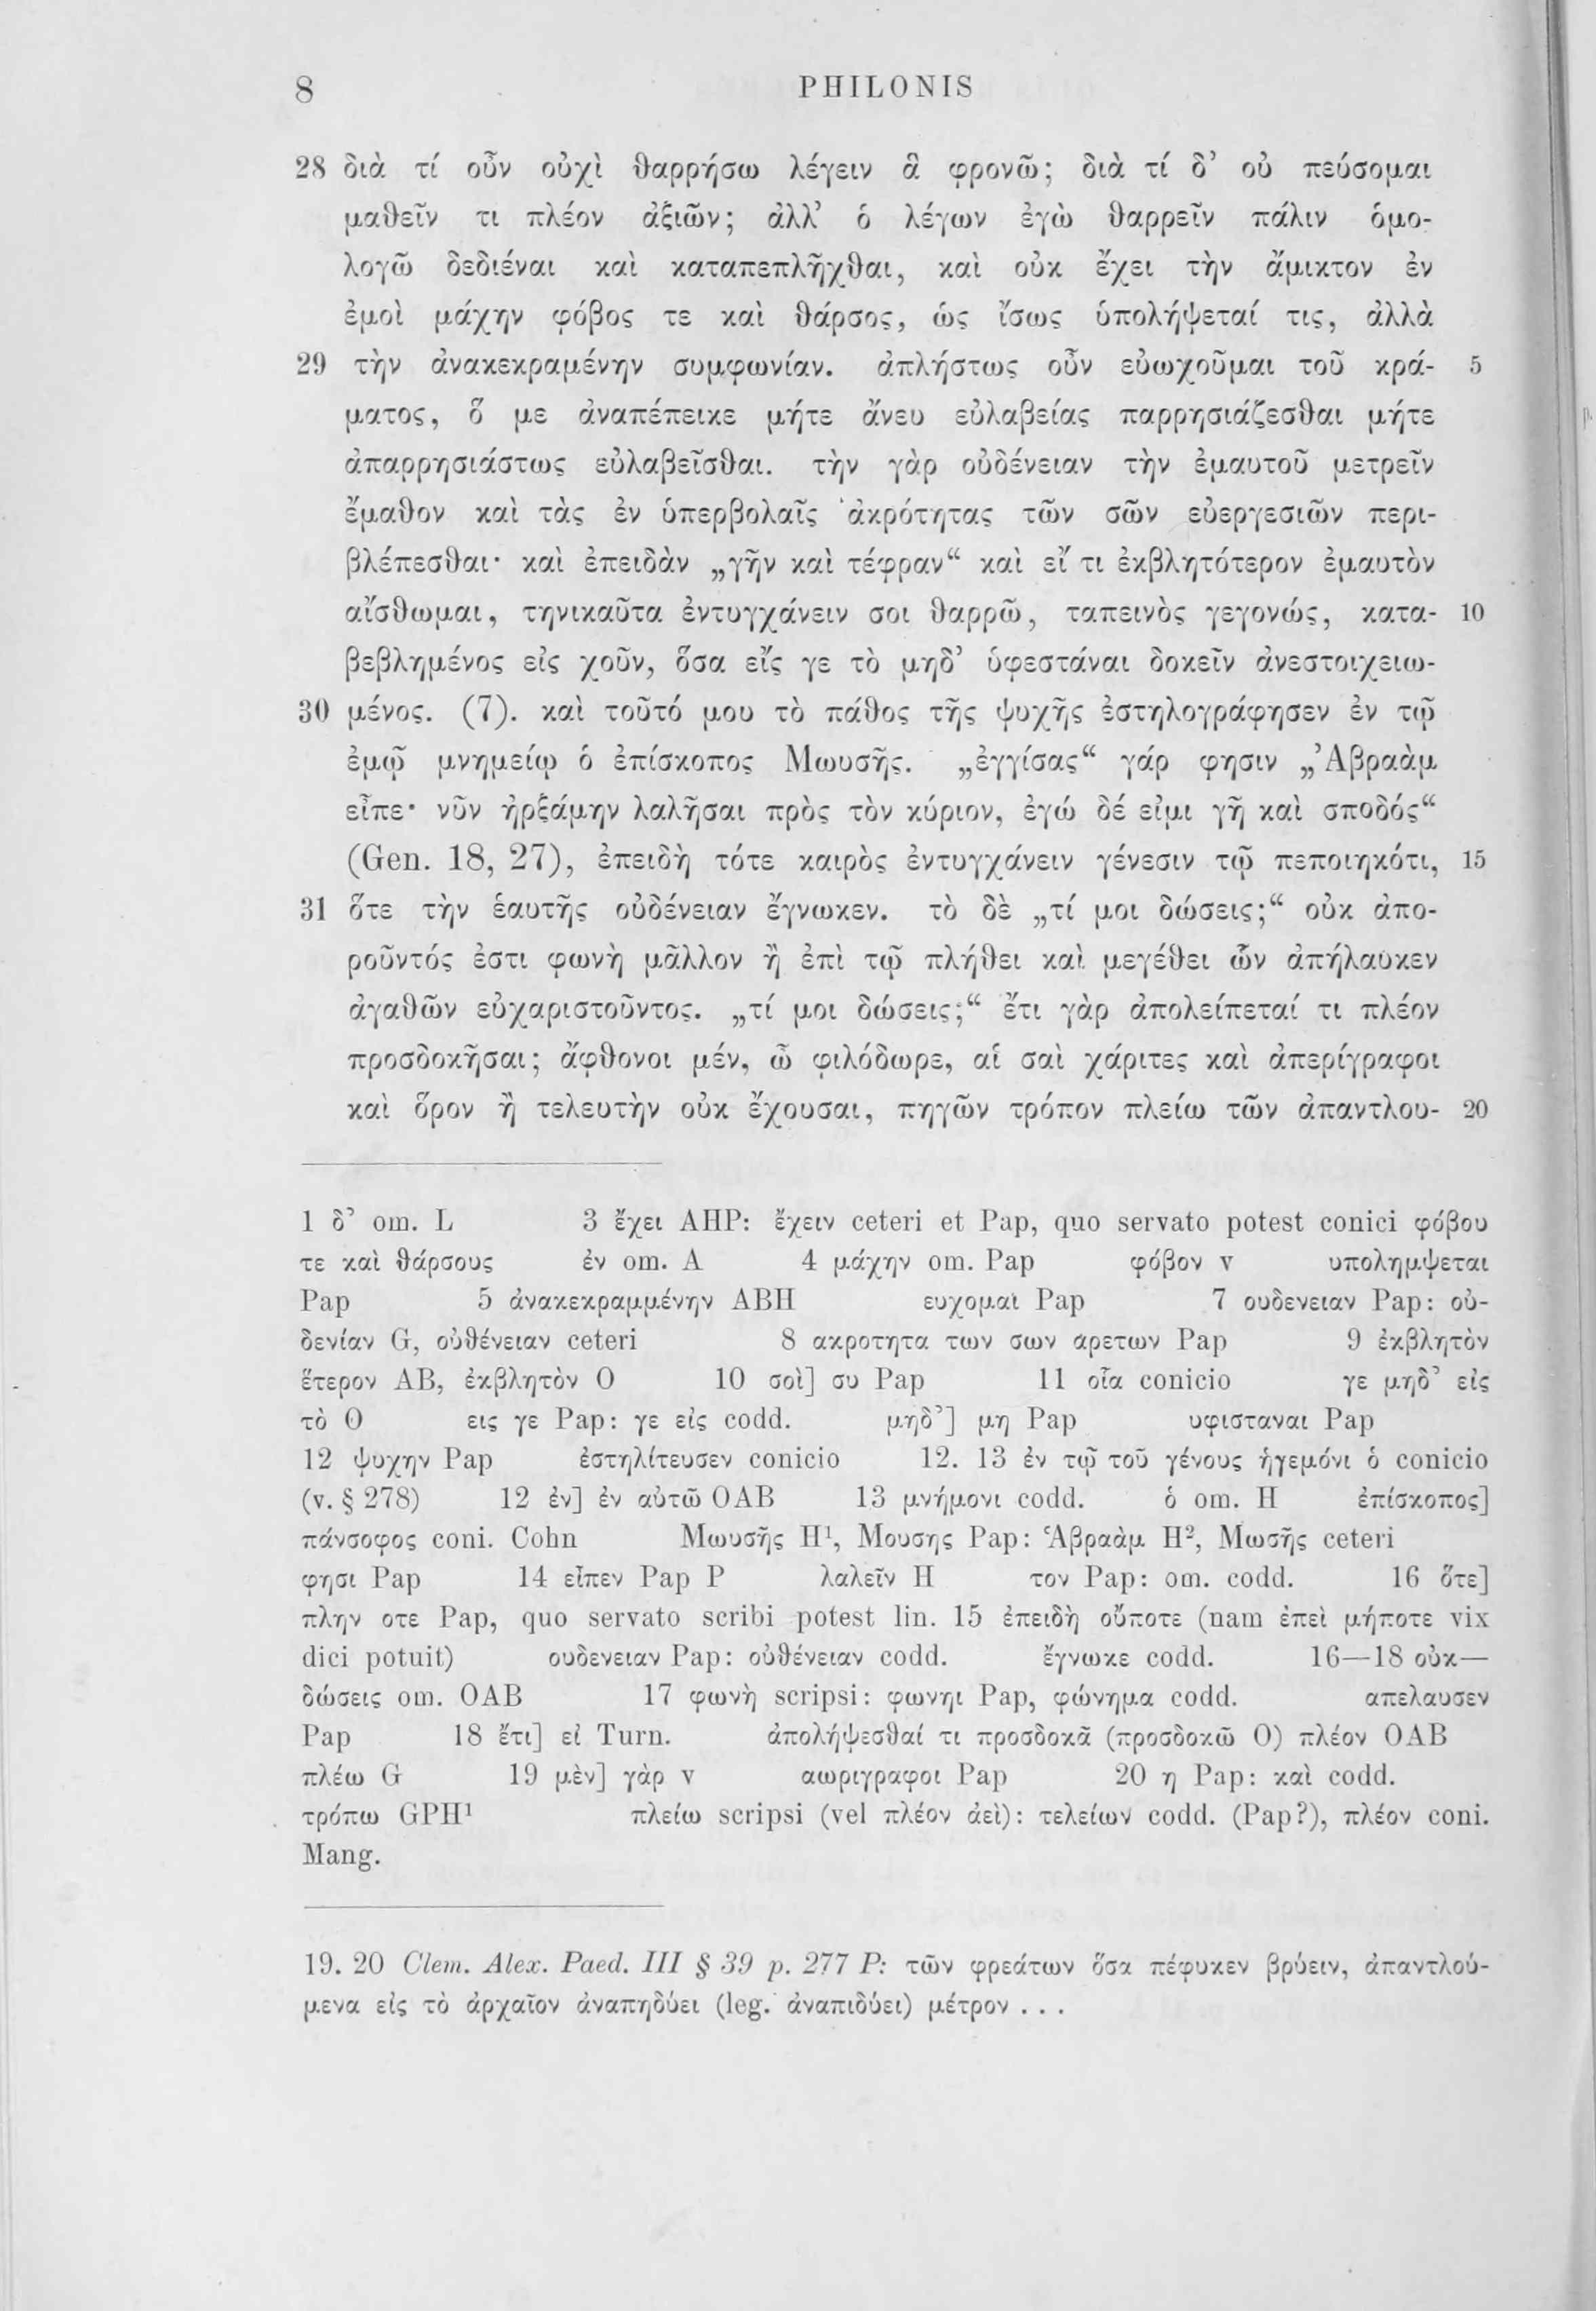 8 PHILONIS
28 διὰ τί οὖν οὐχὶ θαρρήσω λέγειν ἃ φρονῶ; διὰ τί δ’ οὐ πεύσομαι
μαθεῖν τι πλέον ἀξιῶν; ἀλλ’ ὁ λέγων ἐγὼ θαρρεῖν πάλιν ὁμο-
λογῶ δεδιέναι καὶ καταπεπλῆχθαι, καὶ οὐκ ἔχει τὴν ἄμικτον ἐν
ἐμοὶ μάχην φόβος τε καὶ θάρσος, ὡς ἴσως ὑπολήψεταί τις, ἀλλὰ
29 τὴν ἀνακεκραμένην συμφωνίαν. ἀπλήστως οὖν εὐωχοῦμαι τοῦ κρά- 5
ματος, ὅ με ἀναπέπεικε μήτε ἄνευ εὐλαβείας παρρησιάζεσθαι μήτε
ἀπαρρησιάστως εὐλαβεῖσθαι. τὴν γὰρ οὐδένειαν τὴν ἐμαυτοῦ μετρεῖν
ἔμαθον καὶ τὰς ἐν ὑπερβολαῖς ἀκρότητας τῶν σῶν εὐεργεσιῶν περι-
βλέπεσθαι· καὶ ἐπειδὰν „γῆν καὶ τέφραν“ καὶ εἴ τι ἐκβλητότερον ἐμαυτὸν
αἴσθωμαι, τηνικαῦτα ἐντυγχάνειν σοι θαρρῶ, ταπεινὸς γεγονώς, κατα- 10
βεβλημένος εἰς χοῦν, ὅσα εἴς γε τὸ μηδ’ ὑφεστάναι δοκεῖν ἀνεστοιχειω-
30 μένος. (7). καὶ τοῦτό μου τὸ πάθος τῆς ψυχῆς ἐστηλογράφησεν ἐν τῷ
ἐμῷ μνημείῳ ὁ ἐπίσκοπος Μωυσῆς. „ἐγγίσας“ γάρ φησιν „Ἀβραὰμ
εἶπε· νῦν ἠρξάμην λαλῆσαι πρὸς τὸν κύριον, ἐγώ δέ εἰμι γῆ καὶ σποδός“
(Gen. 18, 27), ἐπειδὴ τότε καιρὸς ἐντυγχάνειν γένεσιν τῷ πεποιηκότι, 15
31 ὅτε τὴν ἑαυτῆς οὐδένειαν ἔγνωκεν. τὸ δὲ „τί μοι δώσεις;“ οὐκ ἀπο-
ροῦντός ἐστι φωνὴ μᾶλλον ἢ ἐπὶ τῷ πλήθει καὶ μεγέθει ὧν ἀπήλαυκεν
ἀγαθῶν εὐχαριστοῦντος. „τί μοι δώσεις;“ ἔτι γὰρ ἀπολείπεταί τι πλέον
προσδοκῆσαι; ἄφθονοι μέν, ὦ φιλόδωρε, αἱ σαὶ χάριτες καὶ ἀπερίγραφοι
καὶ ὅρον ἢ τελευτὴν οὐκ ἔχουσαι, πηγῶν τρόπον πλείω τῶν ἀπαντλου- 20
1 δ’ om. L 3 ἔχει AHP: ἔχειν ceteri et Pap, quo servato potest conici φόβου
τε καὶ θάρσους ἐν om. A 4 μάχην om. Pap φόβον v υπολημψεται
Pap 5 ἀνακεκραμμένην ABH ευχομαι Pap 7 ουδενειαν Pap: οὐ-
δενίαν G, οὐθένειαν ceteri 8 ακροτητα των σων αρετων Pap 9 ἐκβλητὸν
ἕτερον AB, ἐκβλητὸν O 10 σοὶ] συ Pap 11 οἷα conicio γε μηδ’ εἰς
τὸ O εις γε Pap: γε εἰς codd. μηδ’] μη Pap υφισταναι Pap
12 ψυχην Pap ἐστηλίτευσεν conicio 12. 13 ἐν τῷ τοῦ γένους ἡγεμόνι ὁ conicio
(v. § 278) 12 ἐν] ἐν αὐτῶ OAB 13 μνήμονι codd. ὁ om. H ἐπίσκοπος]
πάνσοφος coni. Cohn Μωυσῆς H¹, Μουσης Pap: Ἁβραὰμ H², Μωσῆς ceteri
φησι Pap 14 εἶπεν Pap P λαλεῖν H τον Pap: om. codd. 16 ὅτε]
πλην οτε Pap, quo servato scribi potest lin. 15 ἐπειδὴ οὔποτε (nam ἐπεὶ μήποτε vix
dici potuit) ουδενειαν Pap: οὐθένειαν codd. ἔγνωκε codd. 16—18 οὐκ—
δώσεις om. OAB 17 φωνὴ scripsi: φωνηι Pap, φώνημα codd. απελαυσεν
Pap 18 ἔτι] εἰ Turn. ἀπολήψεσθαί τι προσδοκᾶ (προσδοκῶ O) πλέον OAB
πλέω G 19 μὲν] γὰρ v αωριγραφοι Pap 20 η Pap: καὶ codd.
τρόπω GPH¹ πλείω scripsi (vel πλέον ἀεὶ): τελείων codd. (Pap?), πλέον coni.
Mang.
19. 20 Clem. Alex. Paed. III § 39 p. 277 P: τῶν φρεάτων ὅσα πέφυκεν βρύειν, ἀπαντλού-
μενα εἰς τὸ ἀρχαῖον ἀναπηδύει (leg. ἀναπιδύει) μέτρον . . .